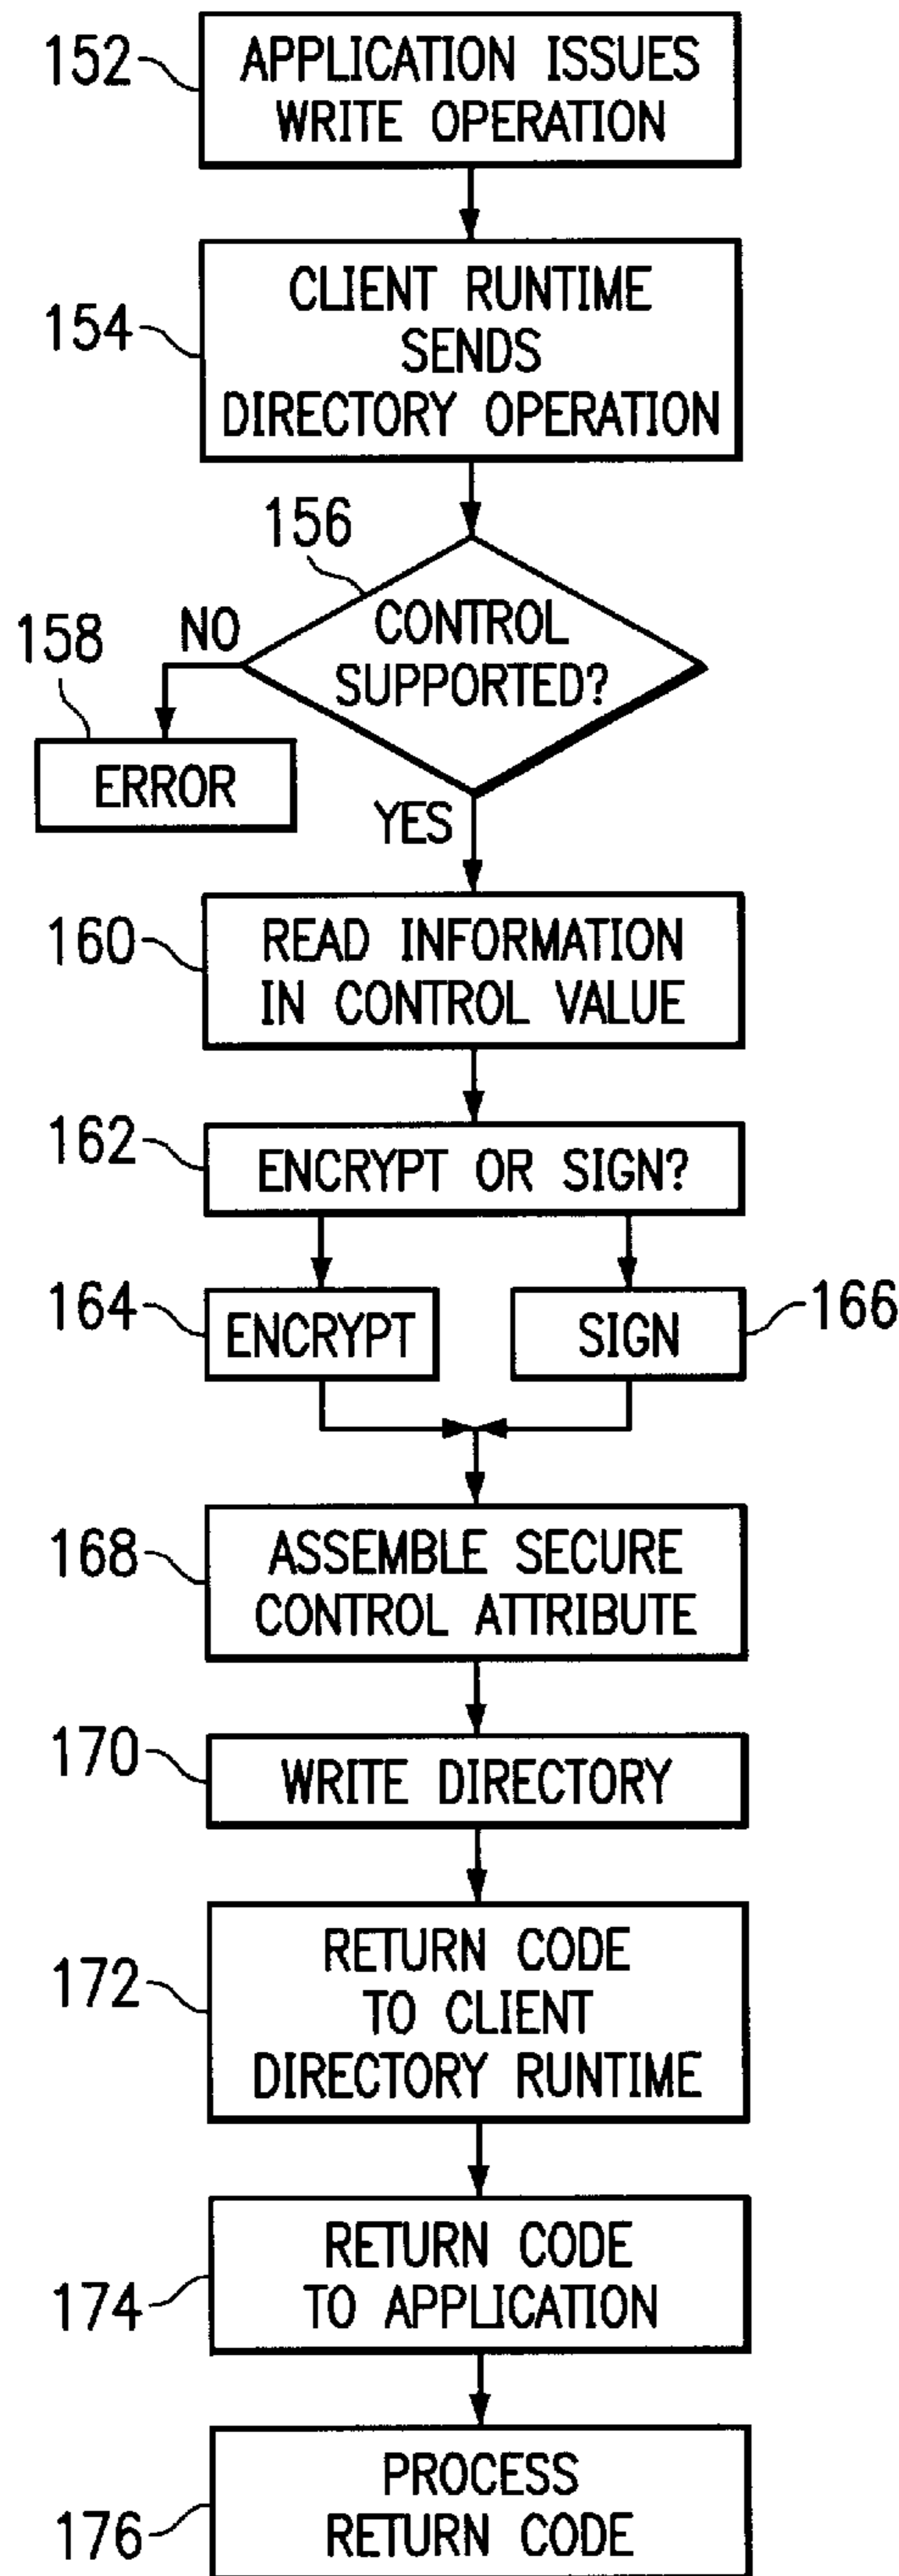 152
APPLICATION ISSUES
WRITE OPERATION
154
CLIENT RUNTIME
SENDS
DIRECTORY OPERATION
156
CONTROL
SUPPORTED?
NO
158
ERROR
YES
160
READ INFORMATION
IN CONTROL VALUE
162
ENCRYPT OR SIGN?
164
ENCRYPT
SIGN
166
168
ASSEMBLE SECURE
CONTROL ATTRIBUTE
170
WRITE DIRECTORY
172
RETURN CODE
TO CLIENT
DIRECTORY RUNTIME
174
RETURN CODE
TO APPLICATION
176
PROCESS
RETURN CODE